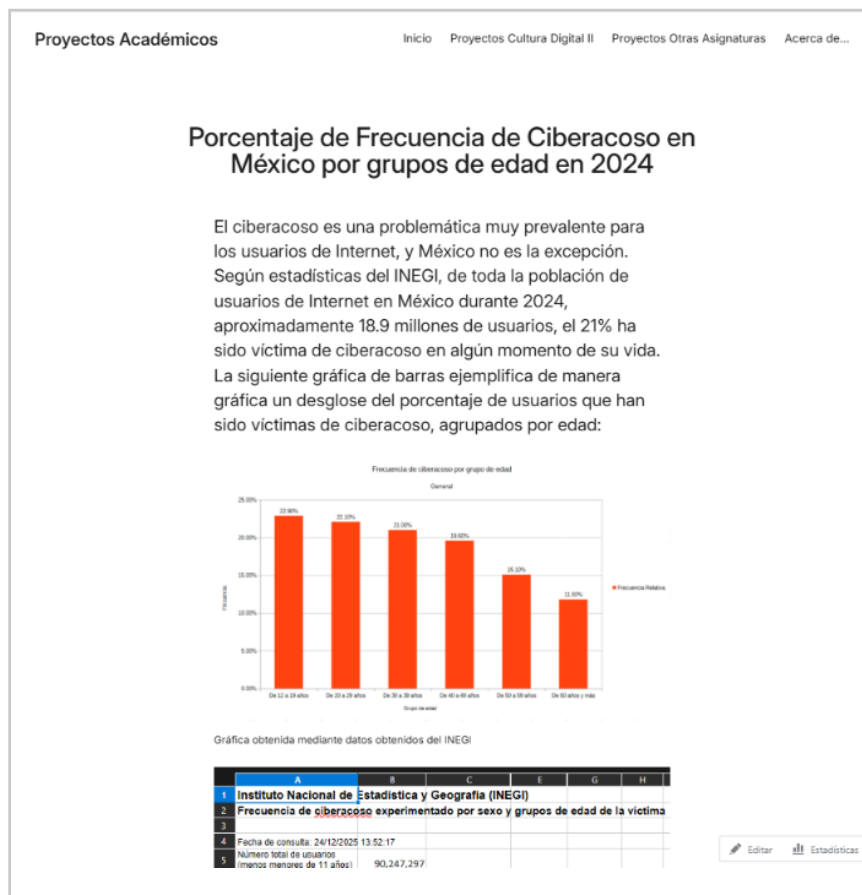 Proyectos Académicos
Inicio Proyectos Cultura Digital II Proyectos Otras Asignaturas Acerca de...
Porcentaje de Frecuencia de Ciberacoso en
México por grupos de edad en 2024
El ciberacoso es una problemática muy prevalente para
los usuarios de Internet, y México no es la excepción.
Según estadísticas del INEGI, de toda la población de
usuarios de Internet en México durante 2024,
aproximadamente 18.9 millones de usuarios, el 21% ha
sido víctima de ciberacoso en algún momento de su vida.
La siguiente gráfica de barras ejemplifica de manera
gráfica un desglose del porcentaje de usuarios que han
sido víctimas de ciberacoso, agrupados por edad:
Frecuencia de ciberacoso por grupo de edad
General
25.00%
20.00%
15.00%
10.00%
5.00%
0.00%
Frecuencia
22.90%
22.10%
21.00%
19.60%
15.10%
De 12 a 19 años
De 20 a 29 años
De 30 a 39 años
De 40 a 49 años
De 50 a 59 años
De 60 años y más
Grupo de edad
Frecuencia Relativa
Gráfica obtenida mediante datos obtenidos del INEGI
A B C E G H
1 Instituto Nacional de Estadística y Geografía (INEGI)
2 Frecuencia de ciberacoso experimentado por sexo y grupos de edad de la víctima
3
4 Fecha de consulta: 24/12/2025 13:52:17
Número total de usuarios
5 (menos menores de 11 años) 90,247,297
Editar Estadísticas